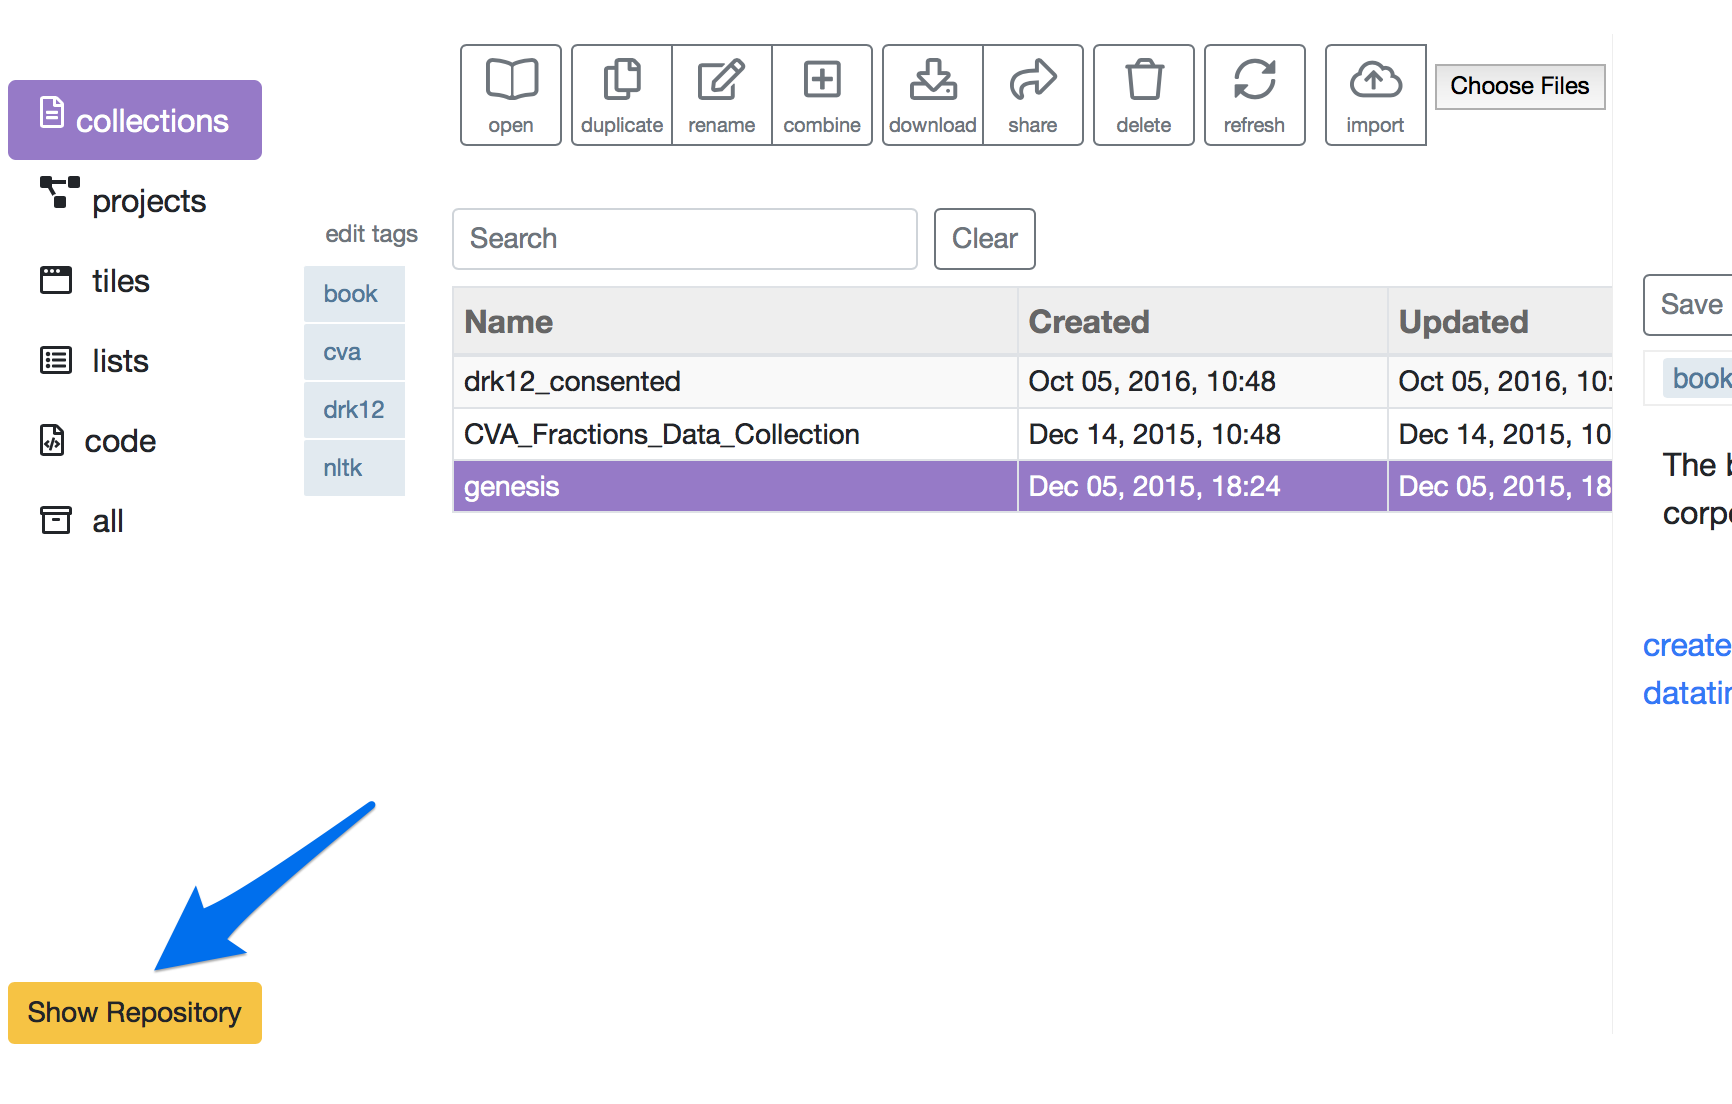 open
duplicate
rename
combine
download
share
delete
refresh
import
Choose Files
collections
projects
tiles
lists
code
all
Show Repository
edit tags
book
cva
drk12
nltk
Search
Clear
Name Created Updated
drk12_consented Oct 05, 2016, 10:48 Oct 05, 2016, 10:
CVA_Fractions_Data_Collection Dec 14, 2015, 10:48 Dec 14, 2015, 10
genesis Dec 05, 2015, 18:24 Dec 05, 2015, 18
Save
book
The
create